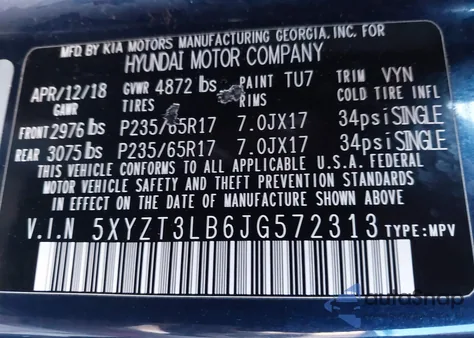 MFD. BY KIA MOTORS MANUFACTURING GEORGIA, INC. FOR
HYUNDAI MOTOR COMPANY
APR/12/18 GVWR 4872 lbs PAINT TU7 TRIM VYN
GAWR TIRES RIMS COLD TIRE INFL
FRONT 2976 lbs P235/65R17 7.0JX17 34psi SINGLE
REAR 3075 lbs P235/65R17 7.0JX17 34psi SINGLE
THIS VEHICLE CONFORMS TO ALL APPLICABLE U.S.A. FEDERAL
MOTOR VEHICLE SAFETY AND THEFT PREVENTION STANDARDS
IN EFFECT ON THE DATE OF MANUFACTURE SHOWN ABOVE.
V.I.N 5XYZT3LB6JG572313 TYPE: MPV
autoSnap